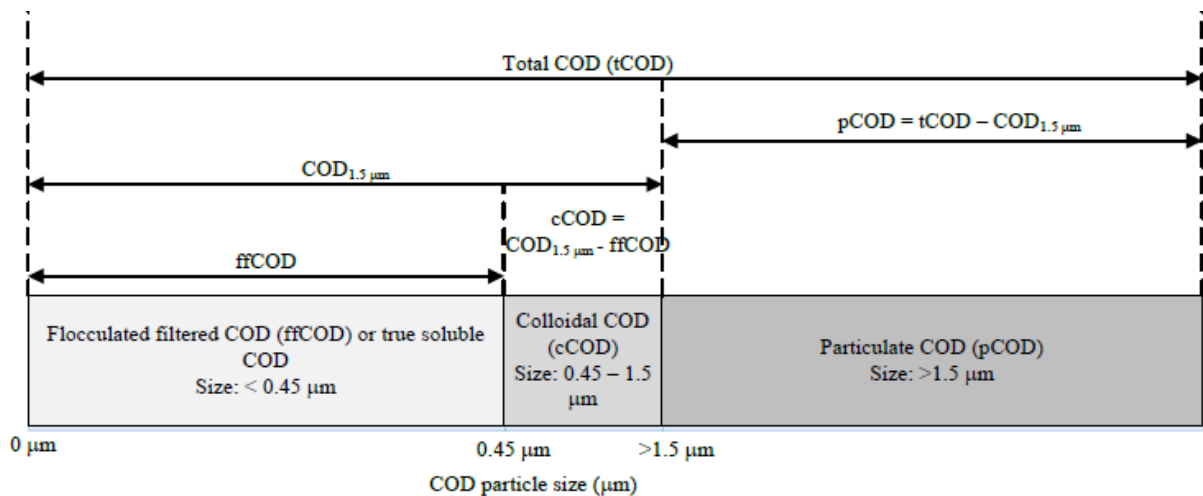 Total COD (tCOD)
pCOD = tCOD – COD1.5 μm
COD1.5 μm
cCOD =
COD1.5 μm - ffCOD
ffCOD
Flocculated filtered COD (ffCOD) or true soluble
COD
Size: < 0.45 μm
Colloidal COD
(cCOD)
Size: 0.45 – 1.5
μm
Particulate COD (pCOD)
Size: >1.5 μm
0 μm
0.45 μm
>1.5 μm
COD particle size (μm)